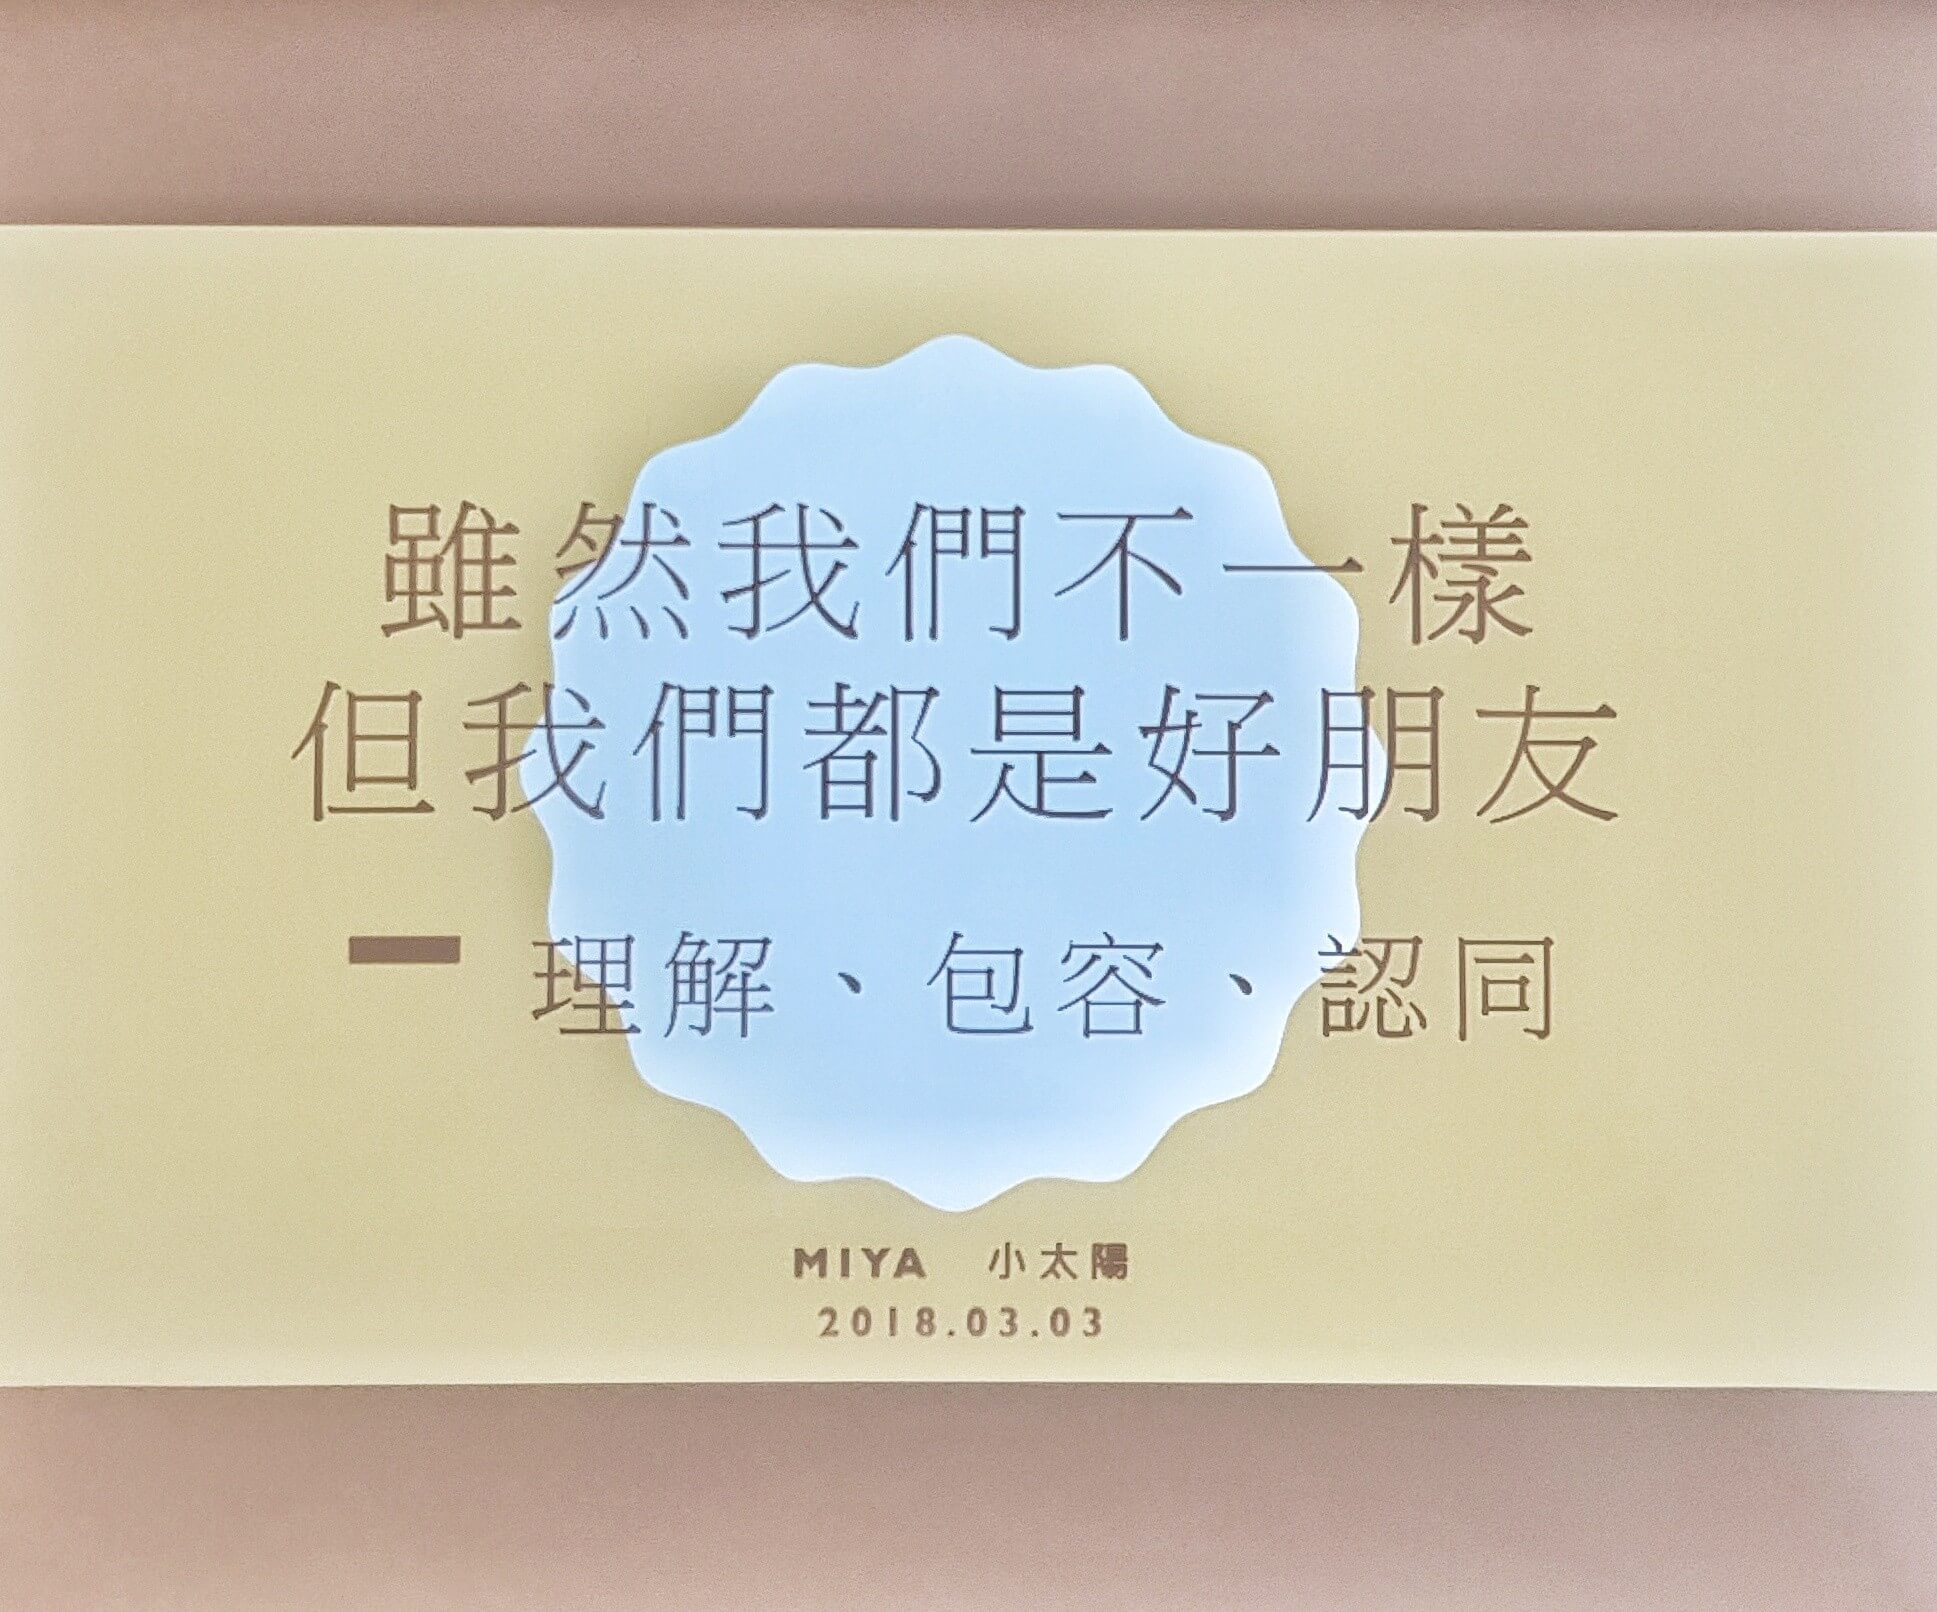 雖然我們不一樣
但我們都是好朋友
- 理解、包容、認同
MIYA 小太陽
2018.03.03